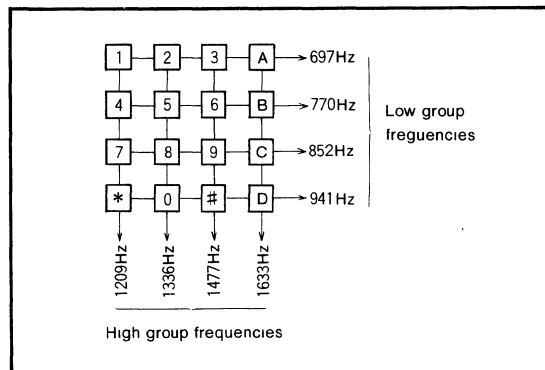 1 2 3 A 697Hz
4 5 6 B 770Hz
Low group
freguencies
7 8 9 C 852Hz
* 0 # D 941Hz
1209Hz 1336Hz 1477Hz 1633Hz
High group frequencies